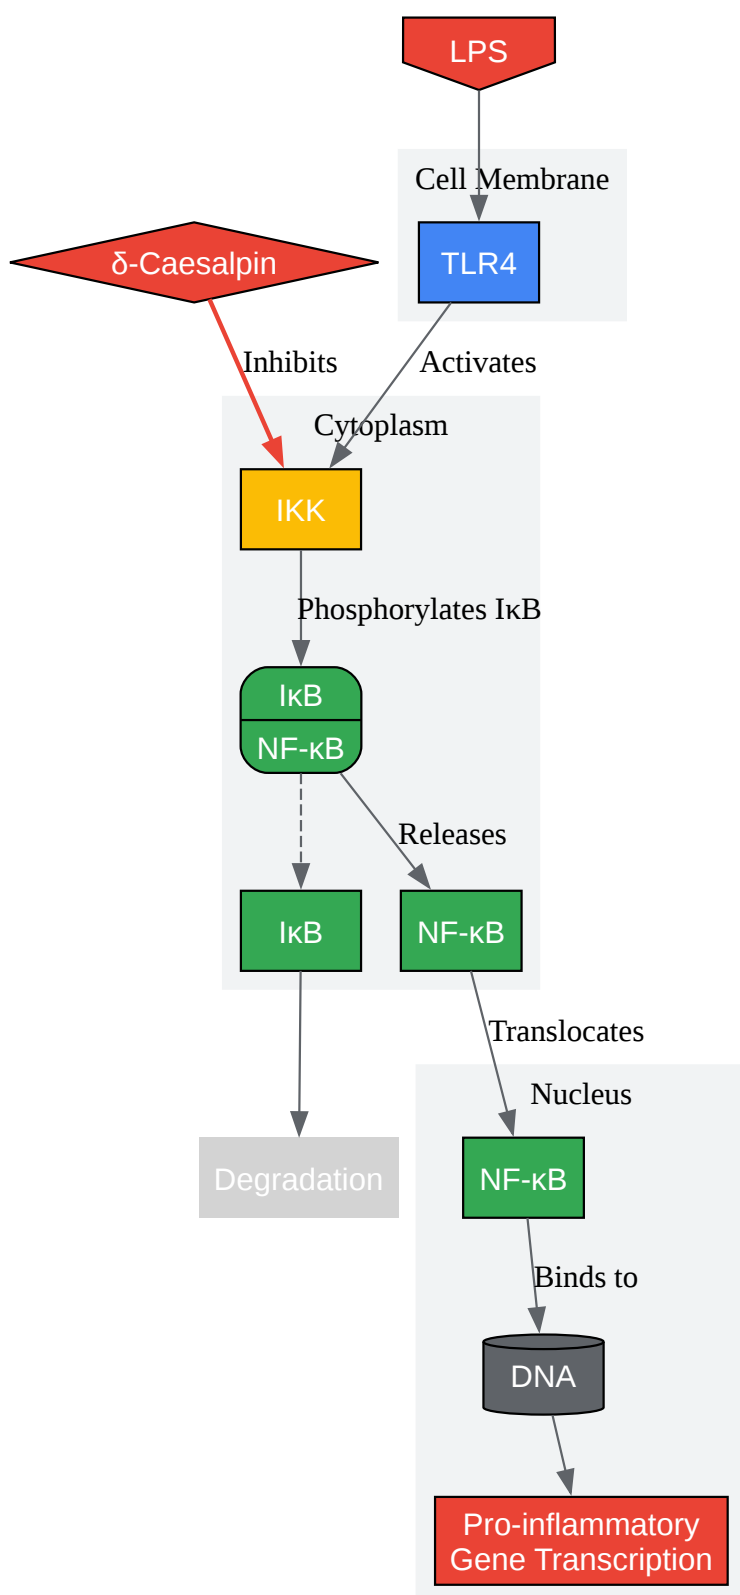 LPS
Cell Membrane
δ-Caesalpin
TLR4
Inhibits
Activates
Cytoplasm
IKK
Phosphorylates IκB
IκB
NF-κB
Releases
IκB
NF-κB
Translocates
Nucleus
Degradation
NF-κB
Binds to
DNA
Pro-inflammatory
Gene Transcription